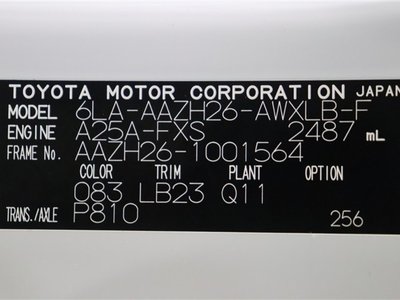 TOYOTA MOTOR CORPORATION JAPAN
MODEL 6LA-AAZH26-AWXLB-F
ENGINE A25A-FXS 2487 mL
FRAME No. AAZH26-1001564
COLOR TRIM PLANT OPTION
083 LB23 Q11
TRANS./AXLE P810 256